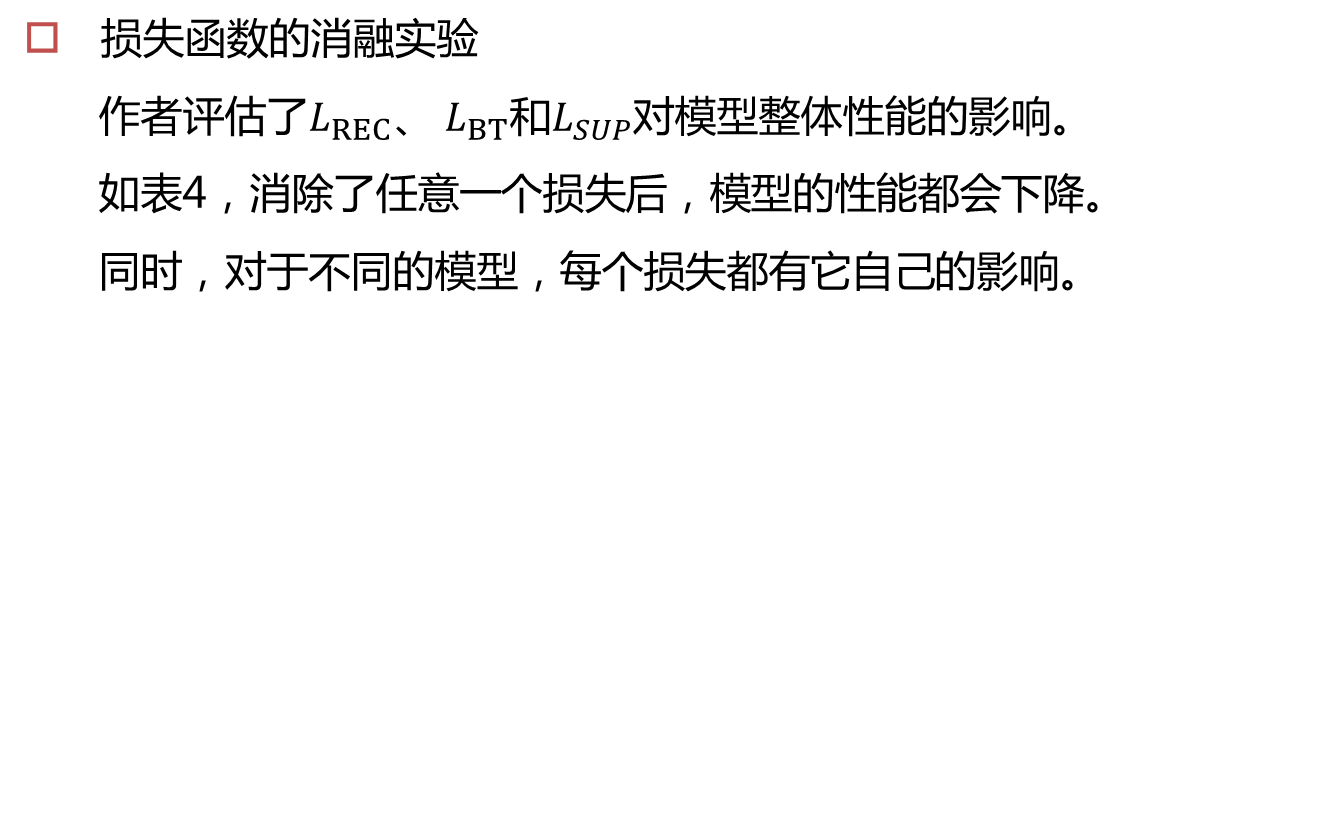 损失函数的消融实验
作者评估了L_REC、 L_BT和L_SUP对模型整体性能的影响。
如表4，消除了任意一个损失后，模型的性能都会下降。
同时，对于不同的模型，每个损失都有它自己的影响。